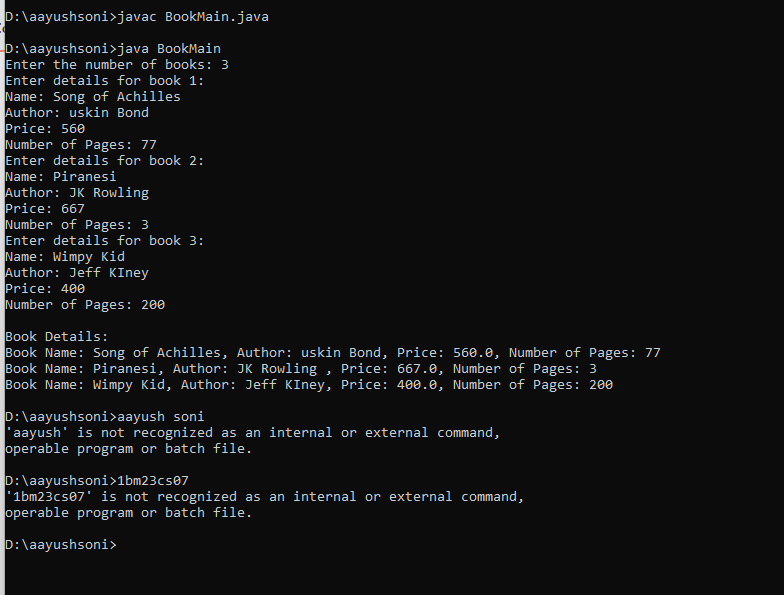 D:\aayushsoni>javac BookMain.java
D:\aayushsoni>java BookMain
Enter the number of books: 3
Enter details for book 1:
Name: Song of Achilles
Author: uskin Bond
Price: 560
Number of Pages: 77
Enter details for book 2:
Name: Piranesi
Author: JK Rowling
Price: 667
Number of Pages: 3
Enter details for book 3:
Name: Wimpy Kid
Author: Jeff KIney
Price: 400
Number of Pages: 200
Book Details:
Book Name: Song of Achilles, Author: uskin Bond, Price: 560.0, Number of Pages: 77
Book Name: Piranesi, Author: JK Rowling , Price: 667.0, Number of Pages: 3
Book Name: Wimpy Kid, Author: Jeff KIney, Price: 400.0, Number of Pages: 200
D:\aayushsoni>aayush soni
'aayush' is not recognized as an internal or external command,
operable program or batch file.
D:\aayushsoni>1bm23cs07
'1bm23cs07' is not recognized as an internal or external command,
operable program or batch file.
D:\aayushsoni>